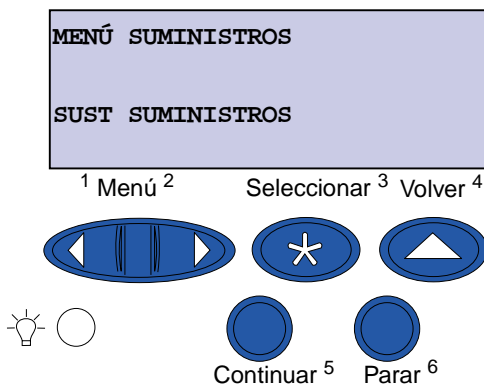 MENÚ SUMINISTROS
SUST SUMINISTROS
1 Menú 2 Seleccionar 3 Volver 4
Continuar 5 Parar 6